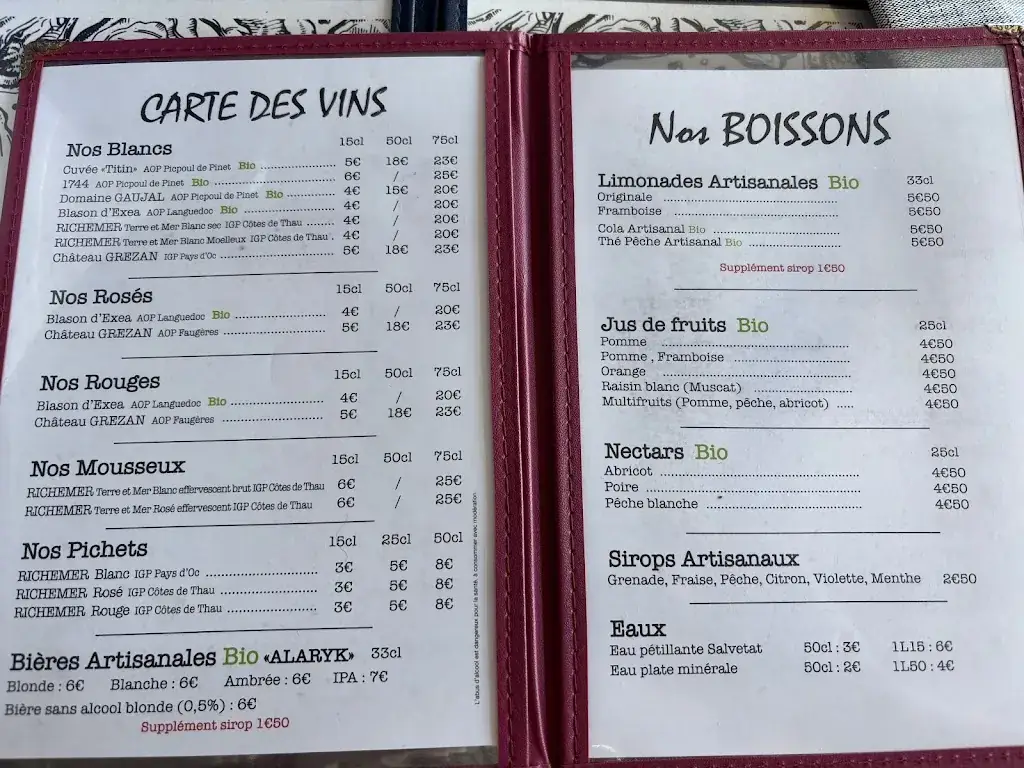 CARTE DES VINS
Nos Blancs 15cl 50cl 75cl
Cuvée «Titin» AOP Picpoul de Pinet Bio .................... 5€ 18€ 23€
1744 AOP Picpoul de Pinet Bio .............................. 6€ / 25€
Domaine GAUJAL AOP Picpoul de Pinet Bio .............. 4€ 15€ 20€
Blason d'Exea AOP Languedoc Bio ........................ 4€ / 20€
RICHEMER Terre et Mer Blanc sec IGP Côtes de Thau ....... 4€ / 20€
RICHEMER Terre et Mer Blanc Moelleux IGP Côtes de Thau . 4€ / 20€
Château GREZAN IGP Pays d'Oc .............................. 5€ 18€ 23€
Nos Rosés 15cl 50cl 75cl
Blason d'Exea AOP Languedoc Bio ........................ 4€ / 20€
Château GREZAN AOP Faugères .............................. 5€ 18€ 23€
Nos Rouges 15cl 50cl 75cl
Blason d'Exea AOP Languedoc Bio ........................ 4€ / 20€
Château GREZAN AOP Faugères .............................. 5€ 18€ 23€
Nos Mousseux 15cl 50cl 75cl
RICHEMER Terre et Mer Blanc effervescent brut IGP Côtes de Thau 6€ / 25€
RICHEMER Terre et Mer Rosé effervescent IGP Côtes de Thau 6€ / 25€
Nos Pichets 15cl 25cl 50cl
RICHEMER Blanc IGP Pays d'Oc .............................. 3€ 5€ 8€
RICHEMER Rosé IGP Côtes de Thau ........................ 3€ 5€ 8€
RICHEMER Rouge IGP Côtes de Thau ...................... 3€ 5€ 8€
Bières Artisanales Bio «ALARYK» 33cl
Blonde : 6€ Blanche : 6€ Ambrée : 6€ IPA : 7€
Bière sans alcool blonde (0,5%) : 6€
Supplément sirop 1€50
L'abus d'alcool est dangereux pour la santé, à consommer avec modération
Nos BOISSONS
Limonades Artisanales Bio 33cl
Originale .......................................... 5€50
Framboise ........................................ 5€50
Cola Artisanal Bio ................................ 5€50
Thé Pêche Artisanal Bio ........................ 5€50
Supplément sirop 1€50
Jus de fruits Bio 25cl
Pomme .............................................. 4€50
Pomme , Framboise ............................ 4€50
Orange .............................................. 4€50
Raisin blanc (Muscat) ........................ 4€50
Multifruits (Pomme, pêche, abricot) ..... 4€50
Nectars Bio 25cl
Abricot .............................................. 4€50
Poire .................................................. 4€50
Pêche blanche .................................... 4€50
Sirops Artisanaux
Grenade, Fraise, Pêche, Citron, Violette, Menthe 2€50
Eaux
Eau pétillante Salvetat 50cl : 3€ 1L15 : 6€
Eau plate minérale 50cl : 2€ 1L50 : 4€